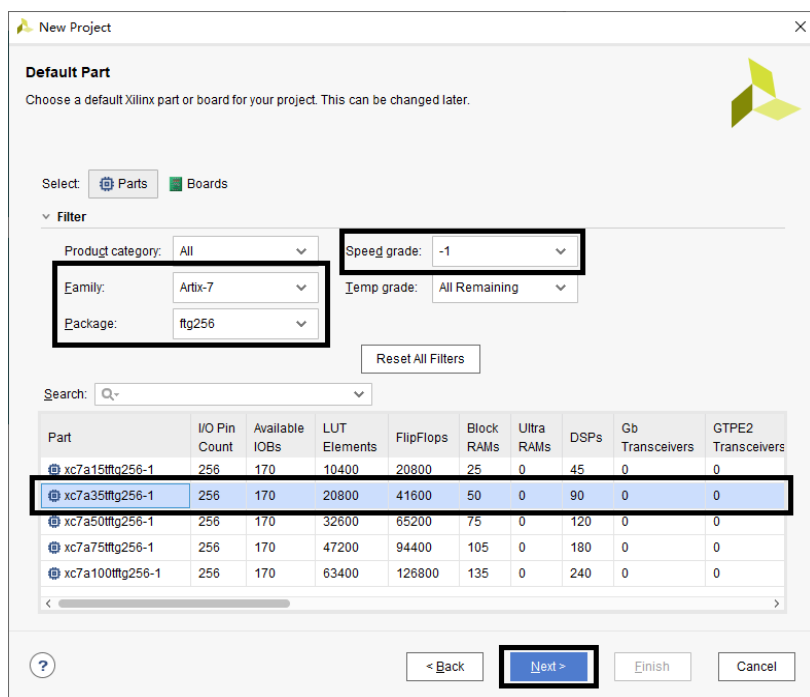 New Project
Default Part
Choose a default Xilinx part or board for your project. This can be changed later.
Select: Parts Boards
Filter
Product category: All Speed grade: -1
Family: Artix-7 Temp grade: All Remaining
Package: ftg256
Reset All Filters
Search: Q-
Part I/O Pin Count Available IOBs LUT Elements FlipFlops Block RAMs Ultra RAMs DSPs Gb Transceivers GTPE2 Transceivers
xc7a15tftg256-1 256 170 10400 20800 25 0 45 0 0
xc7a35tftg256-1 256 170 20800 41600 50 0 90 0 0
xc7a50tftg256-1 256 170 32600 65200 75 0 120 0 0
xc7a75tftg256-1 256 170 47200 94400 105 0 180 0 0
xc7a100tftg256-1 256 170 63400 126800 135 0 240 0 0
? < Back Next > Finish Cancel